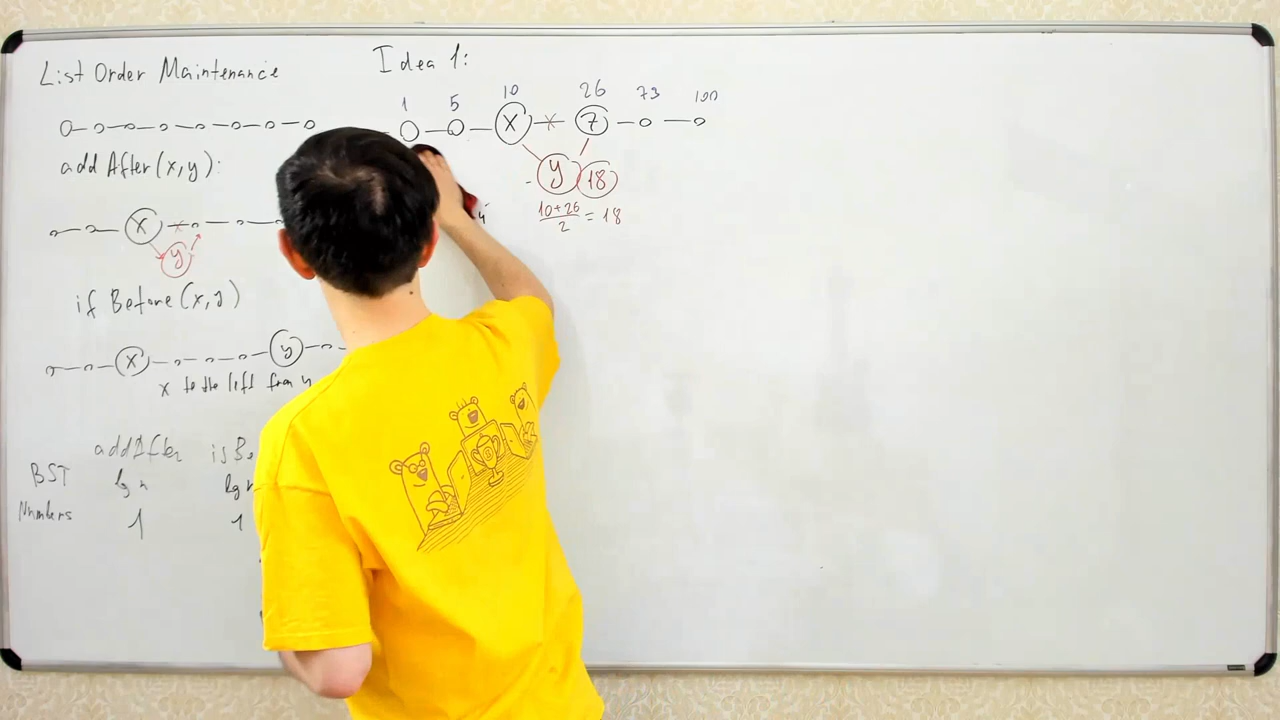 List Order Maintenance
add After(x,y):
X
y
if Before(x,y)
X y
x to the left from y
addAfter isBe
BST lg n lg n
Numbers 1 1
Idea 1:
1 5 10 26 73 100
X 7
y 18
10+26 / 2 = 18